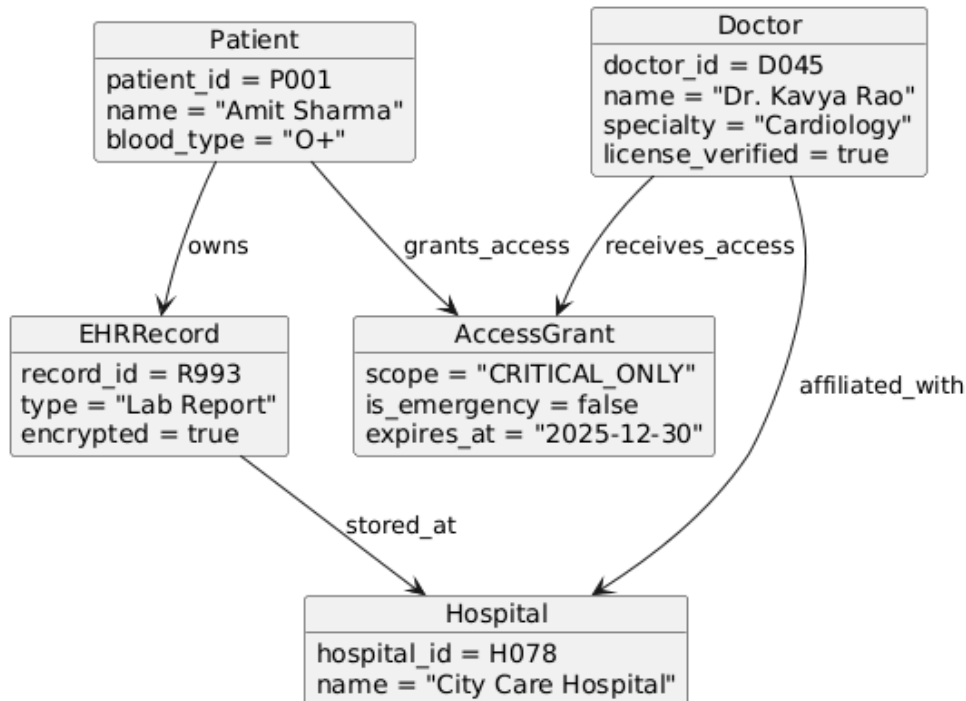 Patient
patient_id = P001
name = "Amit Sharma"
blood_type = "O+"
Doctor
doctor_id = D045
name = "Dr. Kavya Rao"
specialty = "Cardiology"
license_verified = true
owns
grants_access
receives_access
EHRRecord
record_id = R993
type = "Lab Report"
encrypted = true
AccessGrant
scope = "CRITICAL_ONLY"
is_emergency = false
expires_at = "2025-12-30"
affiliated_with
stored_at
Hospital
hospital_id = H078
name = "City Care Hospital"